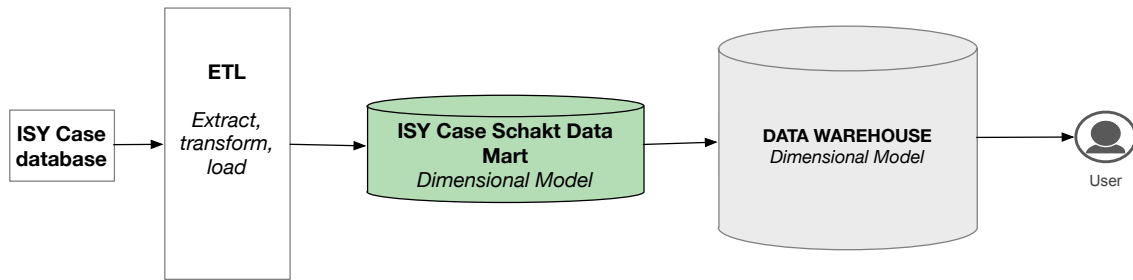 ISY Case
database
ETL
Extract,
transform,
load
ISY Case Schakt Data
Mart
Dimensional Model
DATA WAREHOUSE
Dimensional Model
User